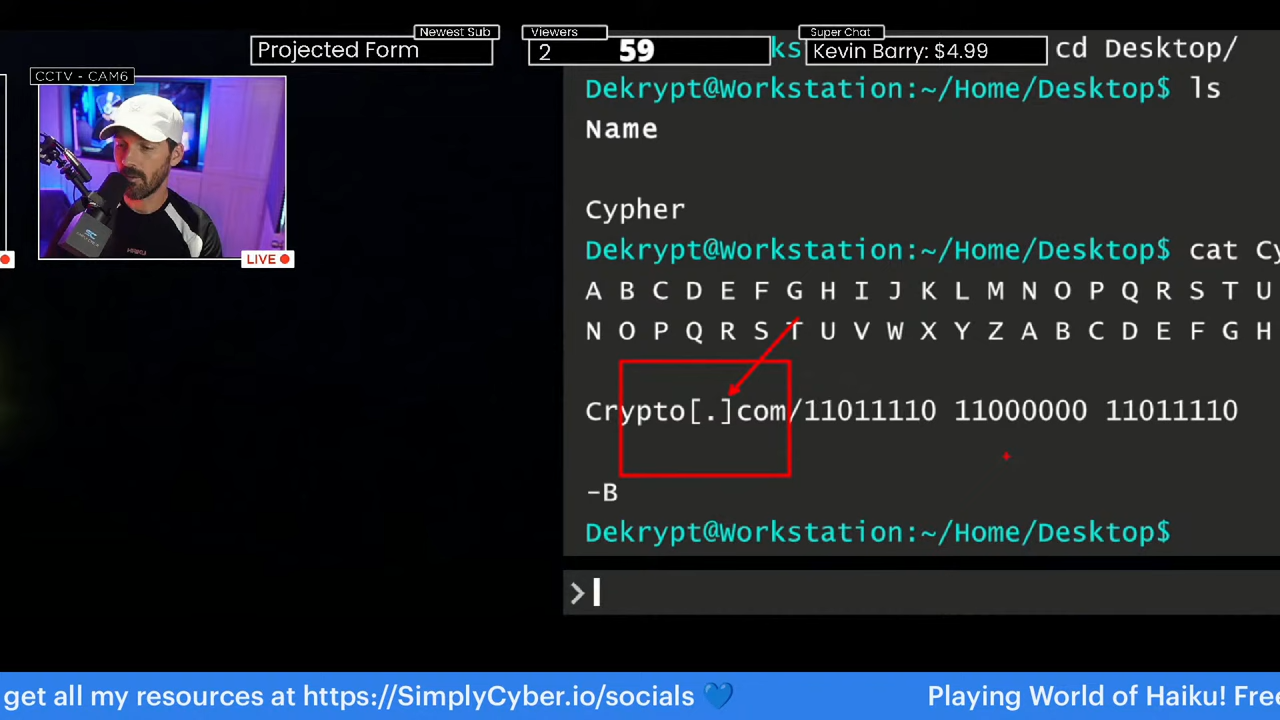 Newest Sub
Projected Form
Viewers
2 59
Super Chat
Kevin Barry: $4.99
CCTV - CAM6
LIVE
ks cd Desktop/
Dekrypt@Workstation:~/Home/Desktop$ ls
Name
Cypher
Dekrypt@Workstation:~/Home/Desktop$ cat Cy
A B C D E F G H I J K L M N O P Q R S T U
N O P Q R S T U V W X Y Z A B C D E F G H
Crypto[.]com/11011110 11000000 11011110
-B
Dekrypt@Workstation:~/Home/Desktop$
>
get all my resources at https://SimplyCyber.io/socials 💙 Playing World of Haiku! Free